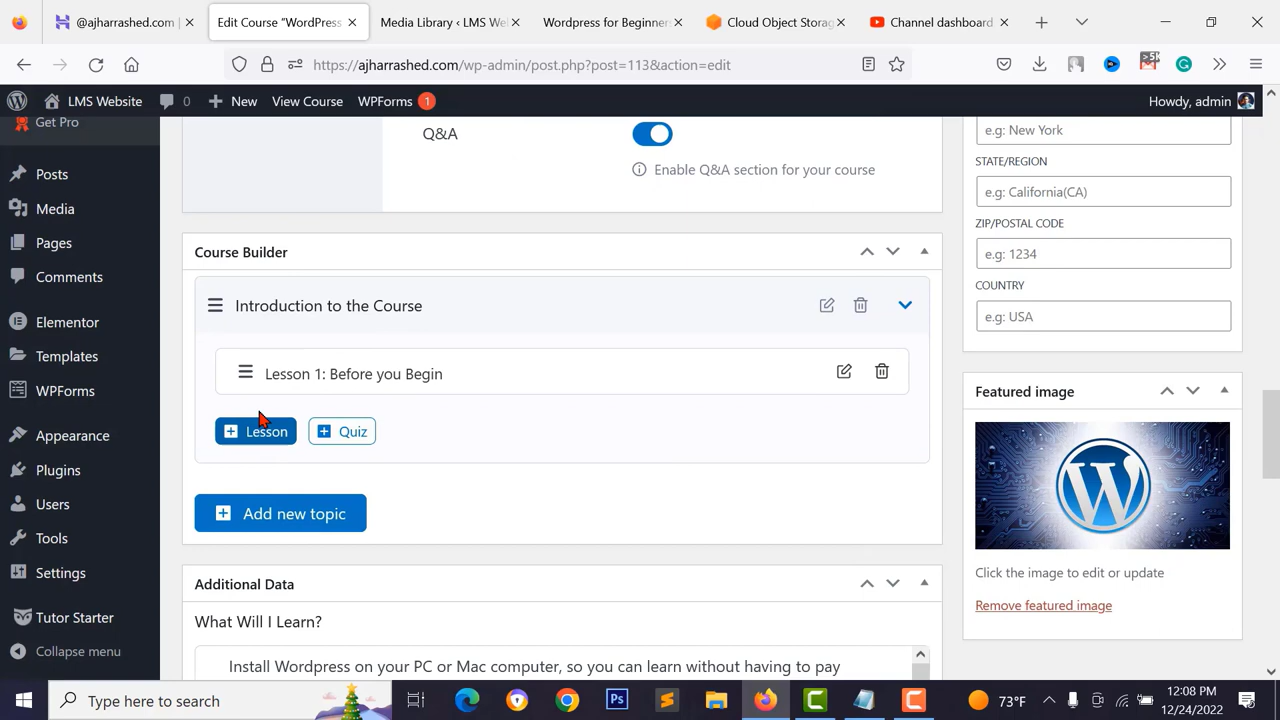 @ajharrashed.com |
Edit Course "WordPress
Media Library ‹ LMS We
Wordpress for Beginner
Cloud Object Storag
Channel dashboard
https://ajharrashed.com/wp-admin/post.php?post=113&action=edit
5K
LMS Website
0
New
View Course
WPForms
1
Howdy, admin
Get Pro
Posts
Media
Pages
Comments
Elementor
Templates
WPForms
Appearance
Plugins
Users
Tools
Settings
Tutor Starter
Collapse menu
Q&A
Enable Q&A section for your course
Course Builder
Introduction to the Course
Lesson 1: Before you Begin
Lesson
Quiz
Add new topic
Additional Data
What Will I Learn?
Install Wordpress on your PC or Mac computer, so you can learn without having to pay
e.g: New York
STATE/REGION
e.g: California(CA)
ZIP/POSTAL CODE
e.g: 1234
COUNTRY
e.g: USA
Featured image
Click the image to edit or update
Remove featured image
Type here to search
Ps
73°F
12:08 PM
12/24/2022